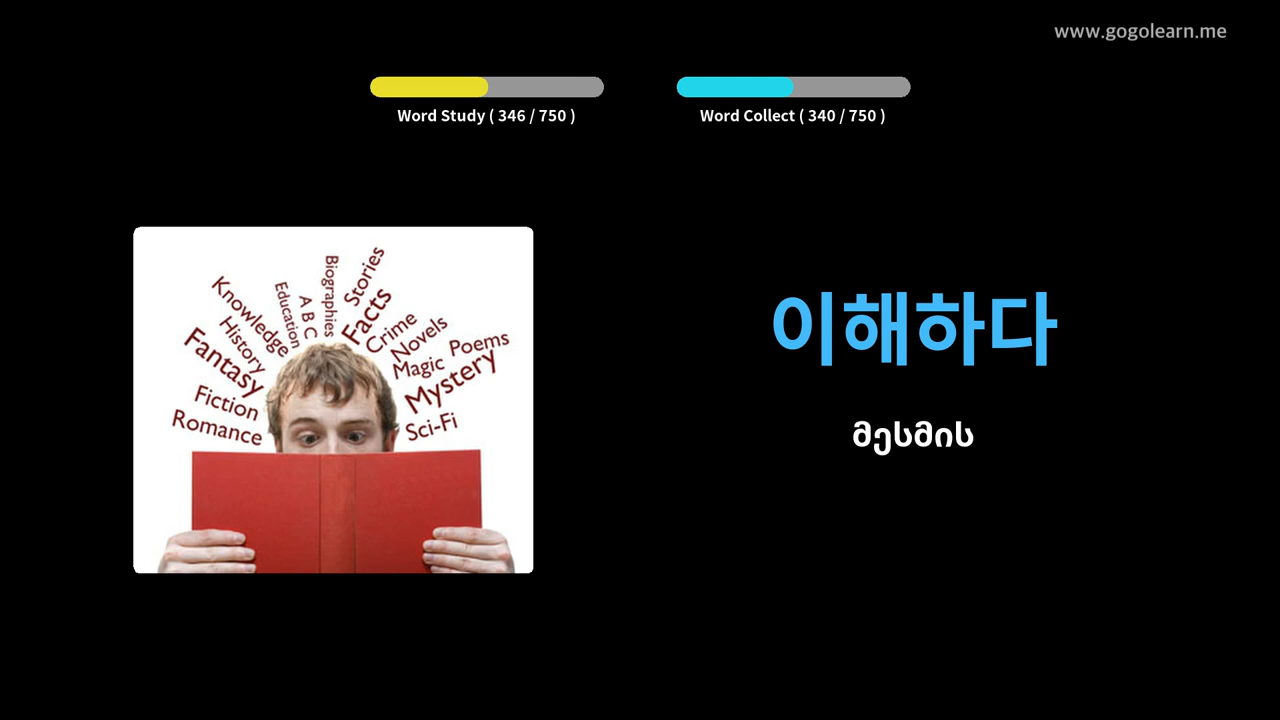 www.gogolearn.me
Word Study ( 346 / 750 )
Word Collect ( 340 / 750 )
Biographies
Stories
Knowledge
Education
A B C
Facts
History
Crime
Novels
Fantasy
Magic
Poems
Mystery
Fiction
Romance
Sci-Fi
이해하다
მესმის